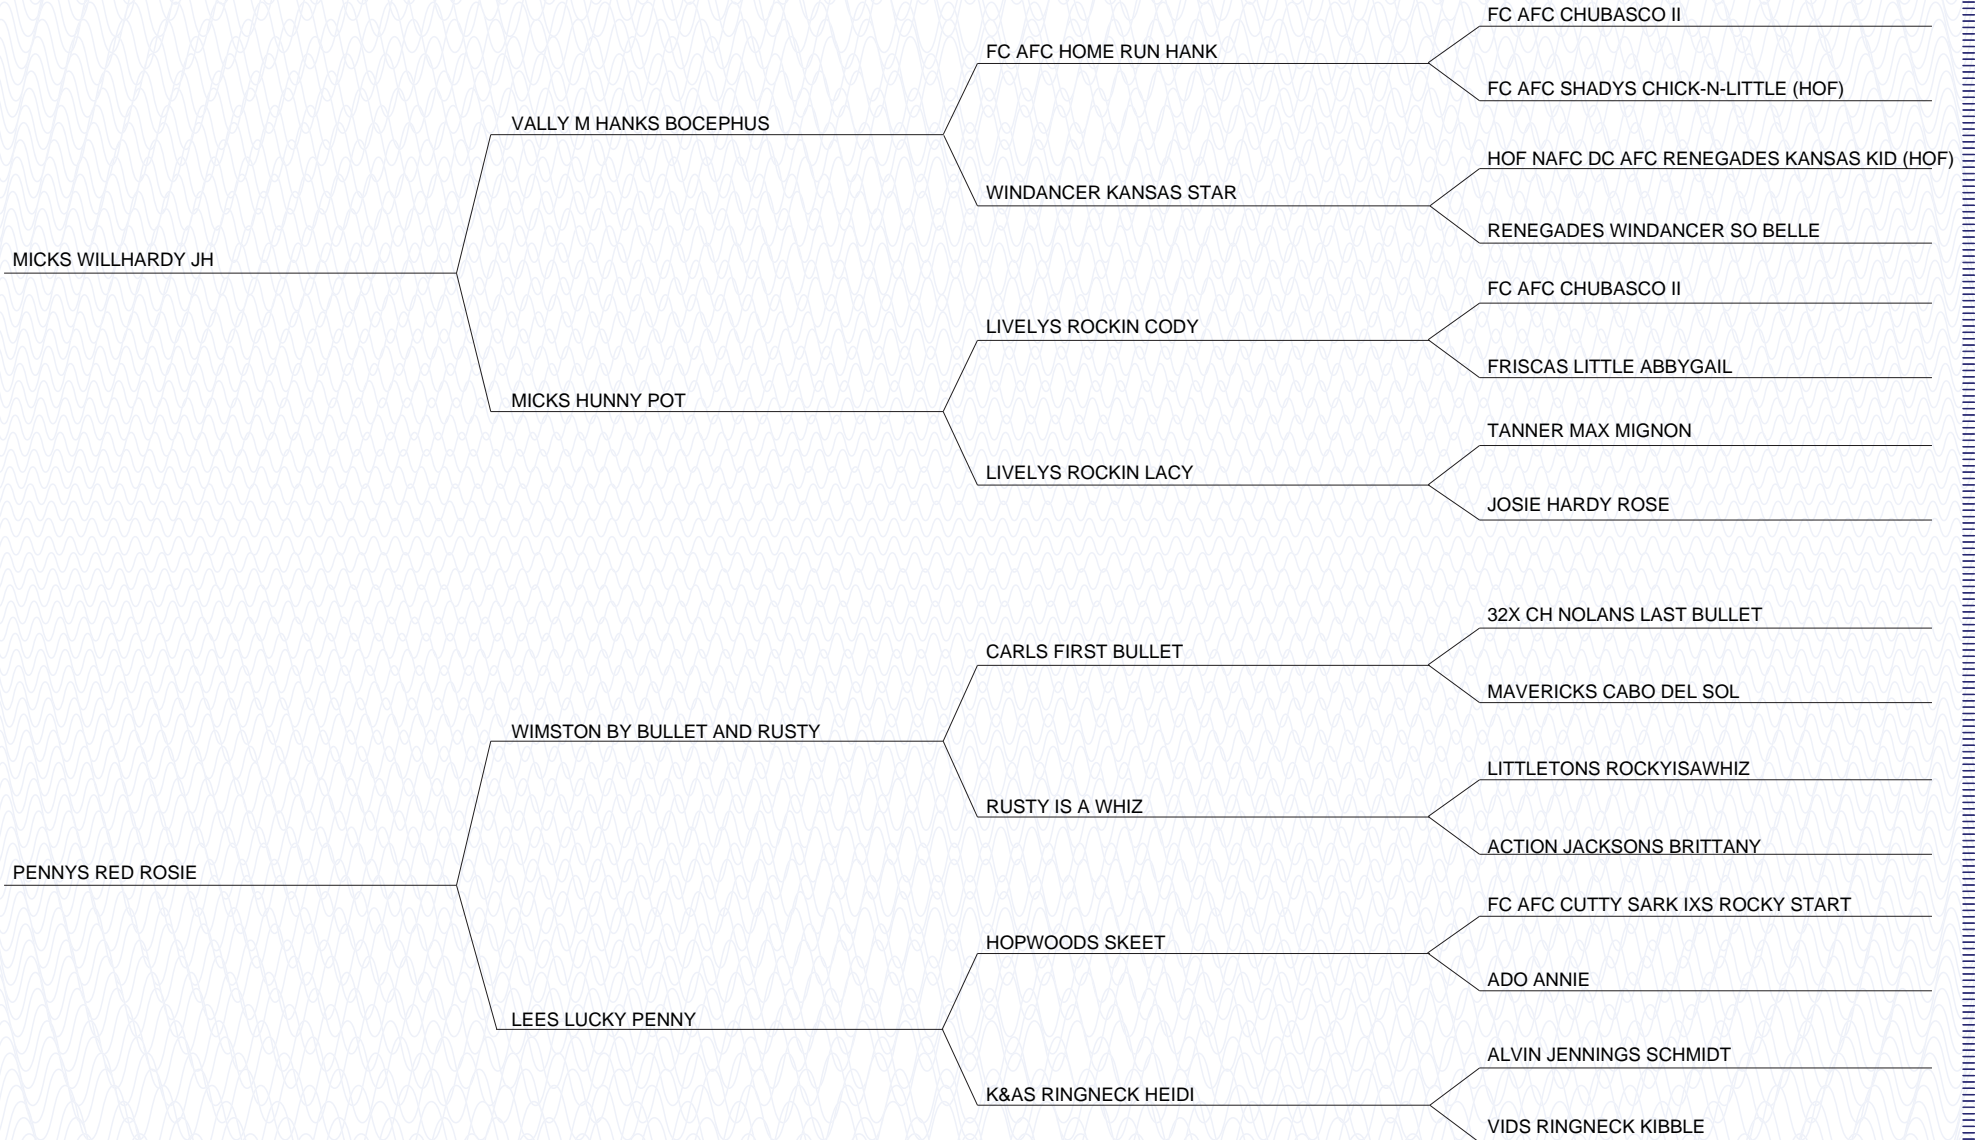 FC AFC CHUBASCO II
FC AFC HOME RUN HANK
FC AFC SHADYS CHICK-N-LITTLE (HOF)
VALLY M HANKS BOCEPHUS
HOF NAFC DC AFC RENEGADES KANSAS KID (HOF)
WINDANCER KANSAS STAR
RENEGADES WINDANCER SO BELLE
MICKS WILLHARDY JH
FC AFC CHUBASCO II
LIVELYS ROCKIN CODY
FRISCAS LITTLE ABBYGAIL
MICKS HUNNY POT
TANNER MAX MIGNON
LIVELYS ROCKIN LACY
JOSIE HARDY ROSE
32X CH NOLANS LAST BULLET
CARLS FIRST BULLET
MAVERICKS CABO DEL SOL
WIMSTON BY BULLET AND RUSTY
LITTLETONS ROCKYISAWHIZ
RUSTY IS A WHIZ
ACTION JACKSONS BRITTANY
PENNYS RED ROSIE
FC AFC CUTTY SARK IXS ROCKY START
HOPWOODS SKEET
ADO ANNIE
LEES LUCKY PENNY
ALVIN JENNINGS SCHMIDT
K&AS RINGNECK HEIDI
VIDS RINGNECK KIBBLE